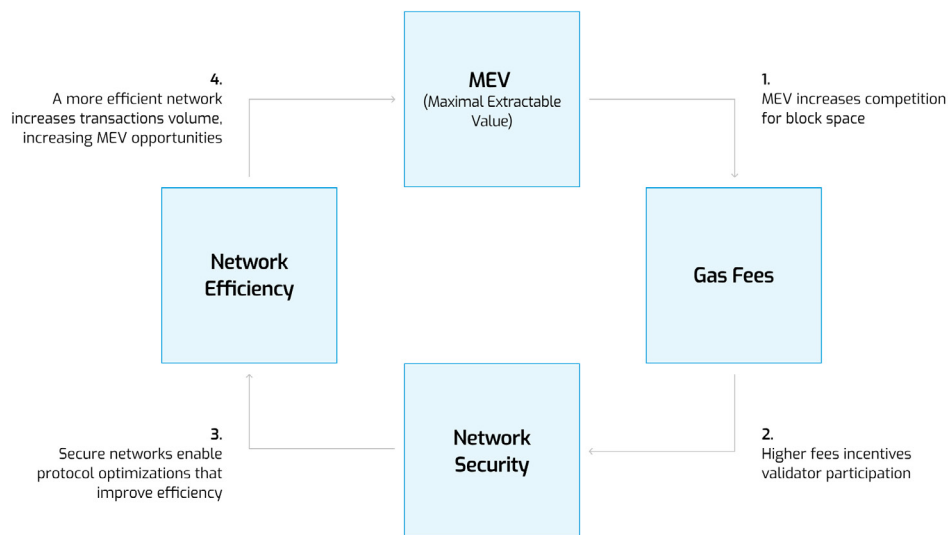 MEV
(Maximal Extractable
Value)
1.
MEV increases competition
for block space
Gas Fees
2.
Higher fees incentives
validator participation
Network
Security
3.
Secure networks enable
protocol optimizations that
improve efficiency
Network
Efficiency
4.
A more efficient network
increases transactions volume,
increasing MEV opportunities